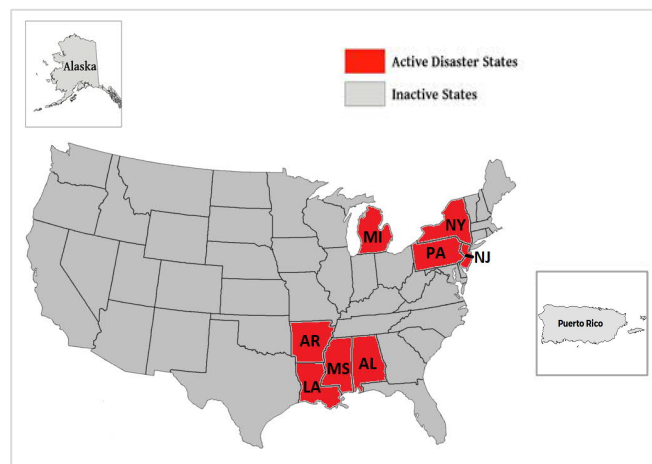 Alaska
Active Disaster States
Inactive States
MI
NY
PA
NJ
AR
MS
AL
LA
Puerto Rico